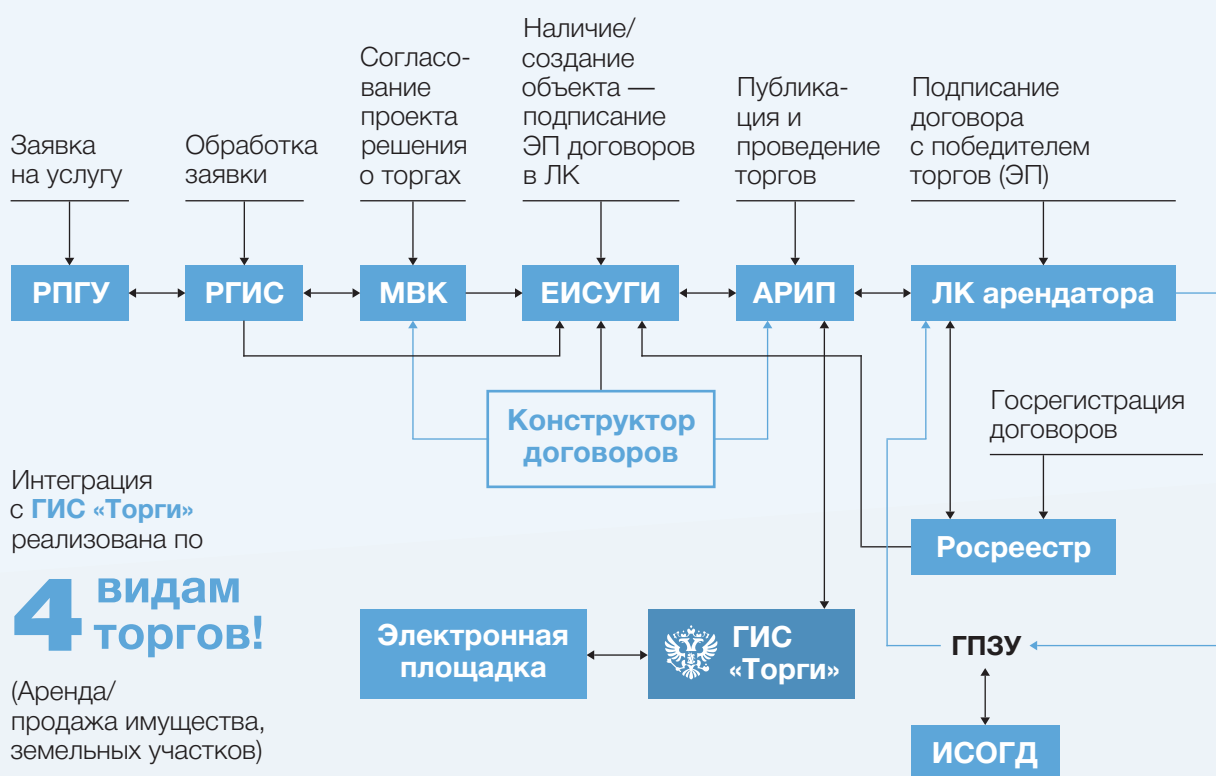 Заявка
на услугу
Обработка
заявки
Согласо-
вание
проекта
решения
о торгах
Наличие/
создание
объекта —
подписание
ЭП договоров
в ЛК
Публика-
ция и
проведение
торгов
Подписание
договора
с победителем
торгов (ЭП)
РПГУ
РГИС
МВК
ЕИСУГИ
АРИП
ЛК арендатора
Конструктор
договоров
Госрегистрация
договоров
Росреестр
Интеграция
с ГИС «Торги»
реализована по
4 видам
торгов!
(Аренда/
продажа имущества,
земельных участков)
Электронная
площадка
ГИС
«Торги»
ГПЗУ
ИСОГД